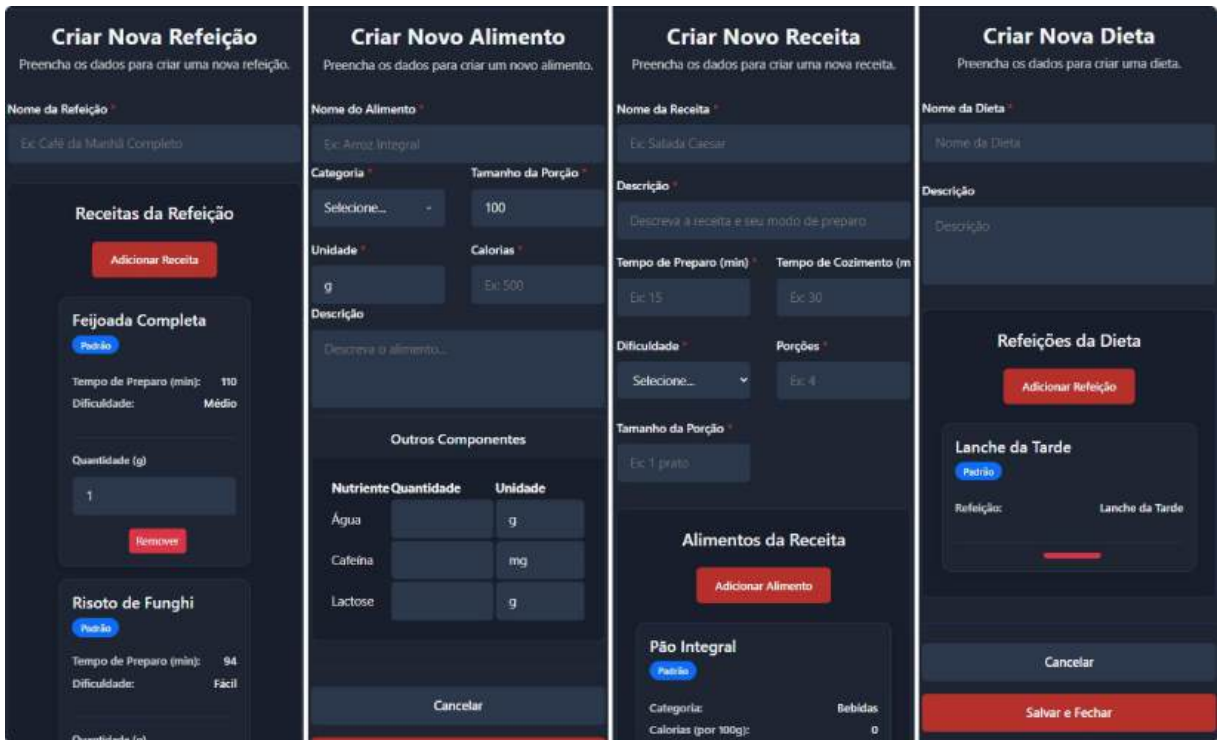 Criar Nova Refeição
Preencha os dados para criar uma nova refeição.
Nome da Refeição *
Ex: Café da Manhã Completo
Receitas da Refeição
Adicionar Receita
Feijoada Completa
Padrão
Tempo de Preparo (min): 110
Dificuldade: Médio
Quantidade (g)
1
Remover
Risoto de Funghi
Padrão
Tempo de Preparo (min): 94
Dificuldade: Fácil
Quantidade (g)
Criar Novo Alimento
Preencha os dados para criar um novo alimento.
Nome do Alimento *
Ex: Arroz Integral
Categoria * Tamanho da Porção *
Selecione... 100
Unidade * Calorias *
g Ex: 500
Descrição
Descreva o alimento...
Outros Componentes
Nutriente Quantidade Unidade
Água g
Cafeína mg
Lactose g
Cancelar
Criar Novo Receita
Preencha os dados para criar uma nova receita.
Nome da Receita *
Ex: Salada Caesar
Descrição *
Descreva a receita e seu modo de preparo
Tempo de Preparo (min) * Tempo de Cozimento (m
Ex: 15 Ex: 30
Dificuldade * Porções *
Selecione... Ex: 4
Tamanho da Porção *
Ex: 1 prato
Alimentos da Receita
Adicionar Alimento
Pão Integral
Padrão
Categoria: Bebidas
Calorias (por 100g): 0
Criar Nova Dieta
Preencha os dados para criar uma dieta.
Nome da Dieta *
Nome da Dieta
Descrição
Descrição
Refeições da Dieta
Adicionar Refeição
Lanche da Tarde
Padrão
Refeição: Lanche da Tarde
Cancelar
Salvar e Fechar